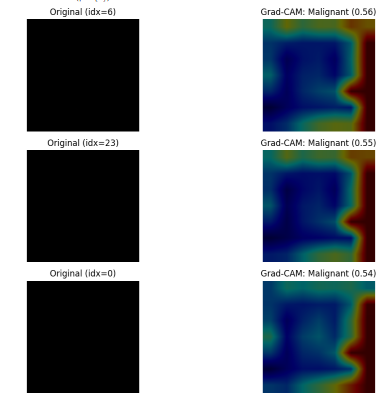 Original (idx=6)
Grad-CAM: Malignant (0.56)
Original (idx=23)
Grad-CAM: Malignant (0.55)
Original (idx=0)
Grad-CAM: Malignant (0.54)